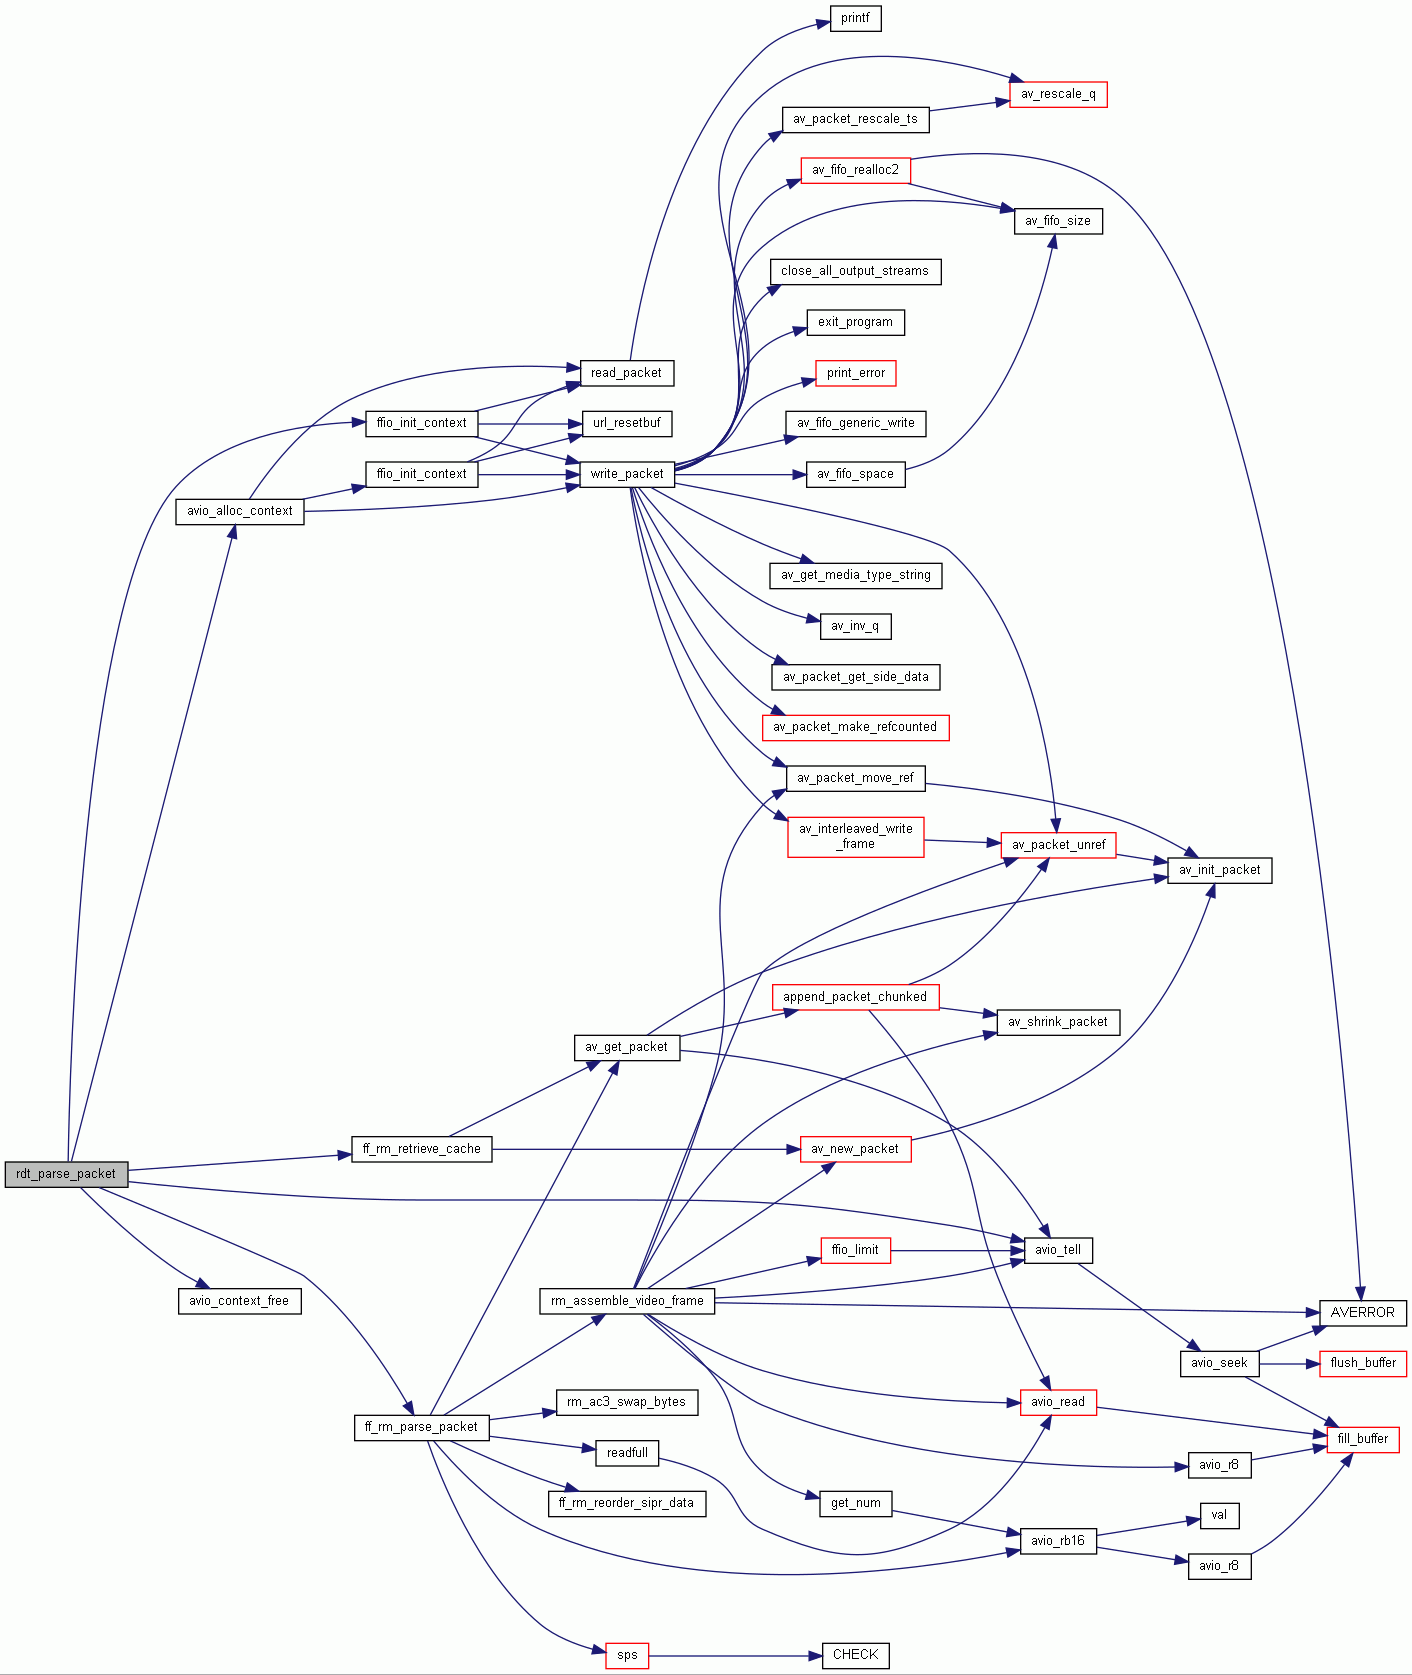 printf
av_rescale_q
av_packet_rescale_ts
av_fifo_realloc2
av_fifo_size
close_all_output_streams
exit_program
read_packet
print_error
ffio_init_context
url_resetbuf
av_fifo_generic_write
ffio_init_context
write_packet
av_fifo_space
avio_alloc_context
av_get_media_type_string
av_inv_q
av_packet_get_side_data
av_packet_make_refcounted
av_packet_move_ref
av_interleaved_write
_frame
av_packet_unref
av_init_packet
append_packet_chunked
av_shrink_packet
av_get_packet
ff_rm_retrieve_cache
av_new_packet
rdt_parse_packet
ffio_limit
avio_tell
avio_context_free
rm_assemble_video_frame
AVERROR
avio_seek
flush_buffer
rm_ac3_swap_bytes
avio_read
ff_rm_parse_packet
readfull
fill_buffer
avio_r8
ff_rm_reorder_sipr_data
get_num
val
avio_rb16
avio_r8
sps
CHECK